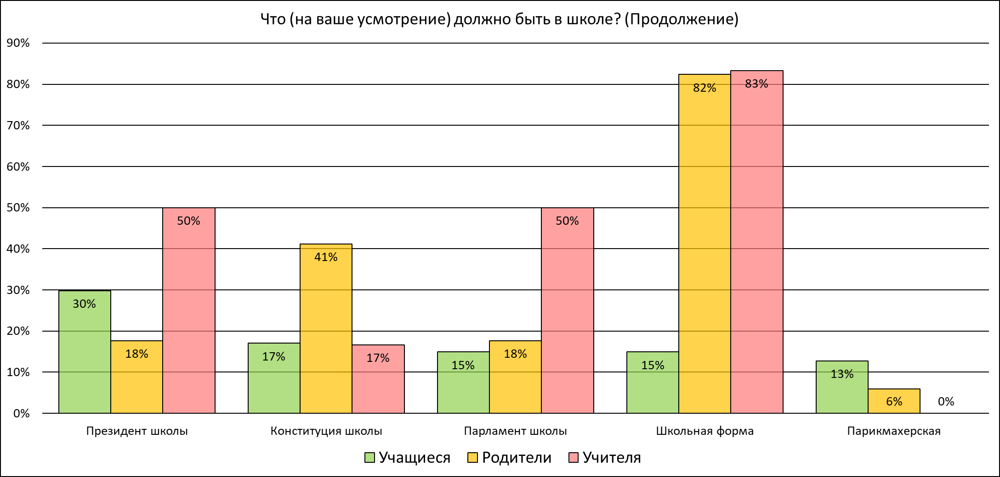 Что (на ваше усмотрение) должно быть в школе? (Продолжение)
90%
80%
70%
60%
50%
40%
30%
20%
10%
0%
30%
18%
50%
17%
41%
17%
15%
18%
50%
15%
82%
83%
13%
6%
0%
Президент школы
Конституция школы
Парламент школы
Школьная форма
Парикмахерская
Учащиеся
Родители
Учителя